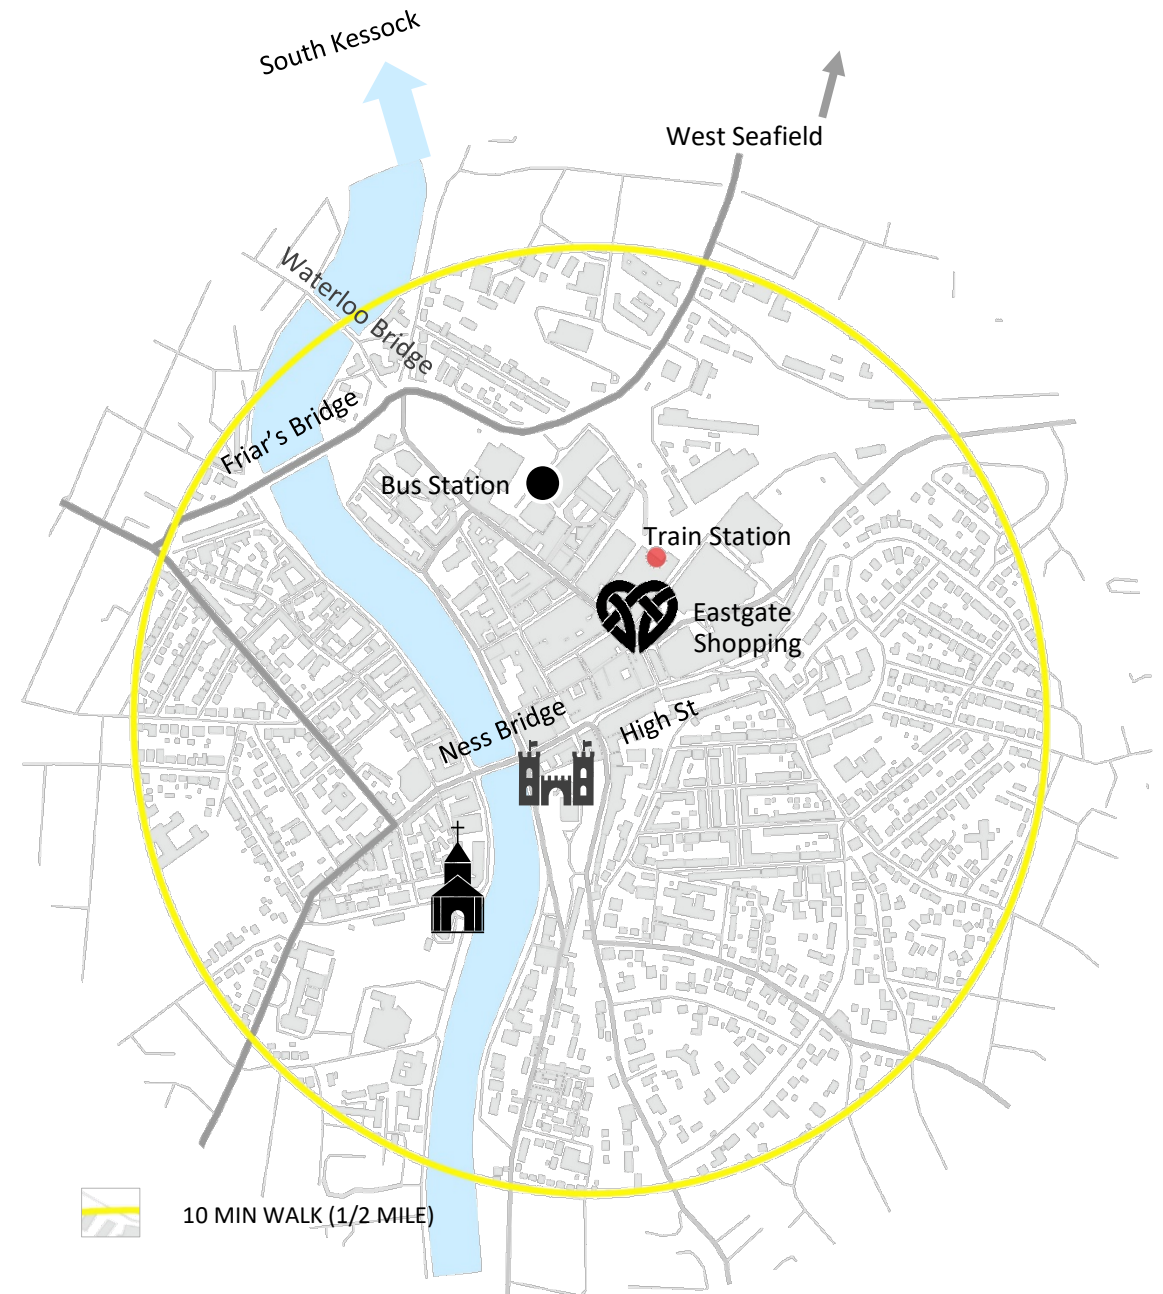 South Kessock
West Seafield
Waterloo Bridge
Friar's Bridge
Bus Station
Train Station
Eastgate
Shopping
Ness Bridge
High St
10 MIN WALK (1/2 MILE)